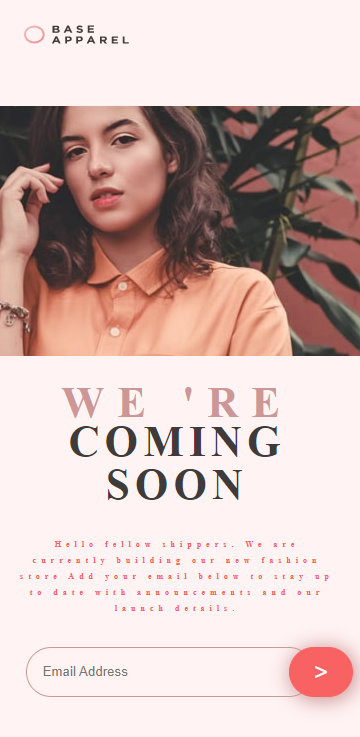 BASE
APPAREL
WE 'RE
COMING
SOON
Hello fellow shippers. We are
currently building our new fashion
store Add your email below to stay up
to date with announcements and our
launch details.
Email Address
>